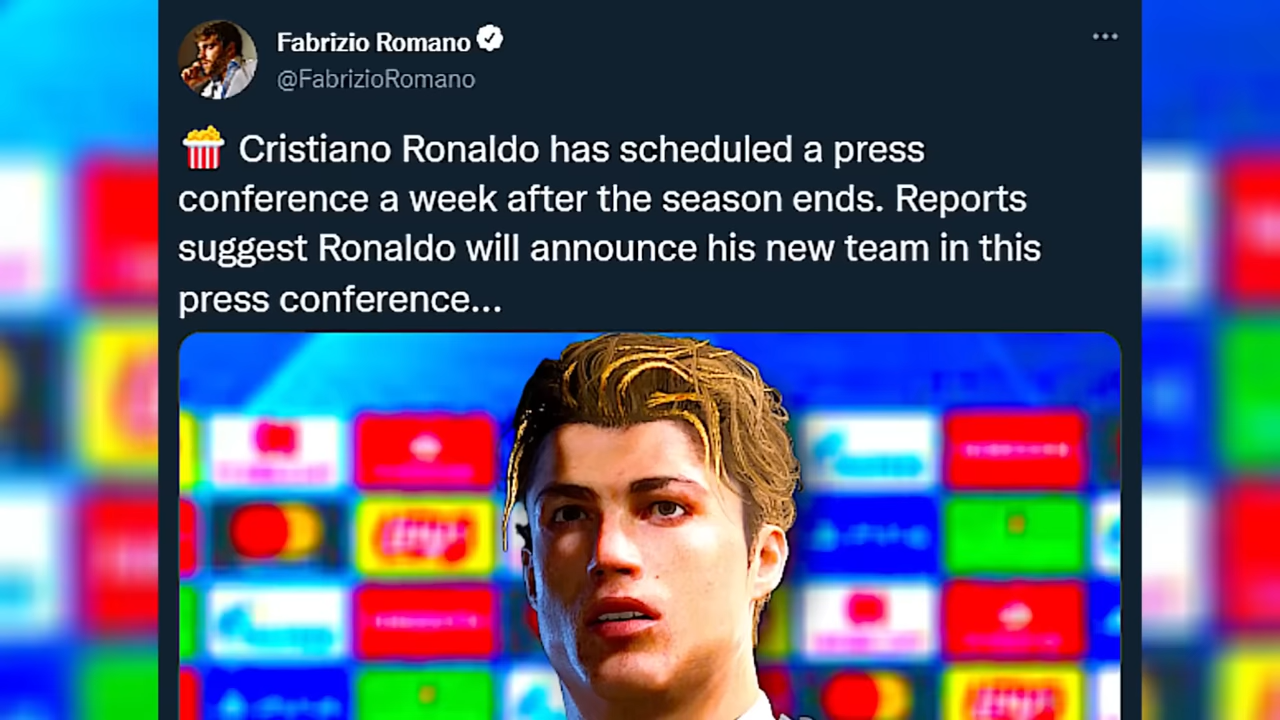 Fabrizio Romano
@FabrizioRomano
🍿 Cristiano Ronaldo has scheduled a press
conference a week after the season ends. Reports
suggest Ronaldo will announce his new team in this
press conference...